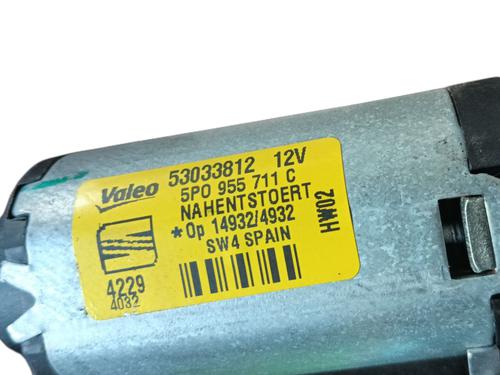 Valeo 53033812 12V
5P0 955 711 C
NAHENTSTOERT
*Op 14932/4932
SW4 SPAIN
HW02
4229
4032